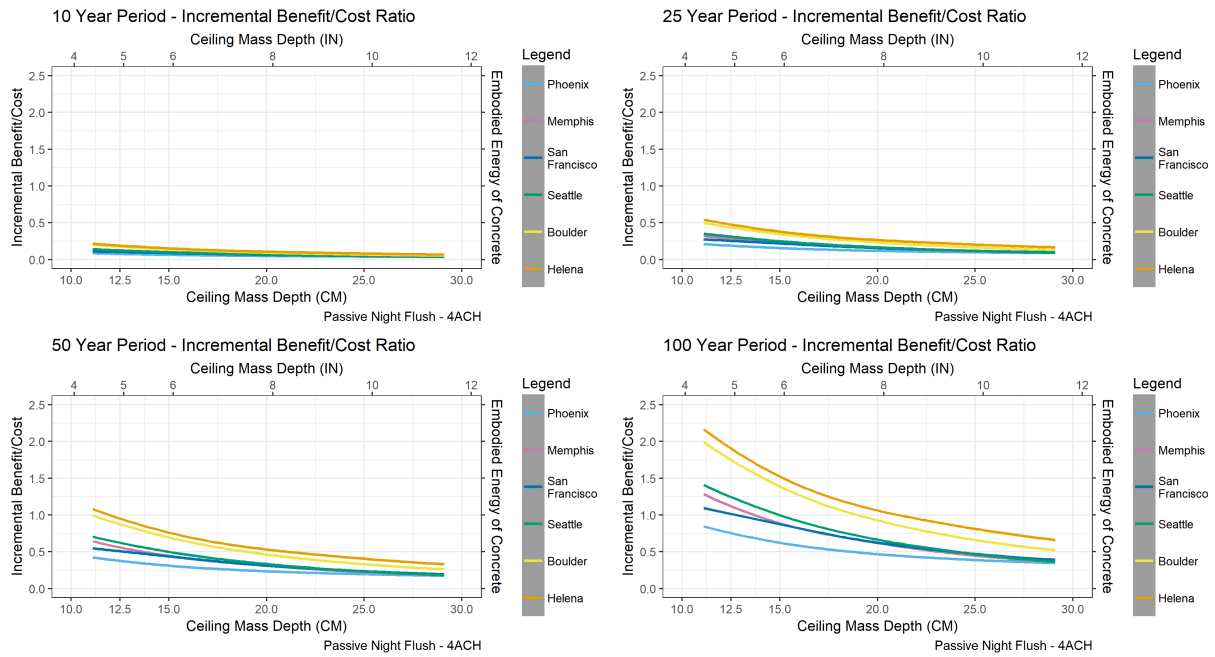 10 Year Period - Incremental Benefit/Cost Ratio
Ceiling Mass Depth (IN)
4 5 6 8 10 12
Incremental Benefit/Cost
2.5
2.0
1.5
1.0
0.5
0.0
Embodied Energy of Concrete
10.0 12.5 15.0 20.0 25.0 30.0
Ceiling Mass Depth (CM)
Passive Night Flush - 4ACH
Legend
Phoenix
Memphis
San
Francisco
Seattle
Boulder
Helena
25 Year Period - Incremental Benefit/Cost Ratio
Ceiling Mass Depth (IN)
4 5 6 8 10 12
Incremental Benefit/Cost
2.5
2.0
1.5
1.0
0.5
0.0
Embodied Energy of Concrete
10.0 12.5 15.0 20.0 25.0 30.0
Ceiling Mass Depth (CM)
Passive Night Flush - 4ACH
Legend
Phoenix
Memphis
San
Francisco
Seattle
Boulder
Helena
50 Year Period - Incremental Benefit/Cost Ratio
Ceiling Mass Depth (IN)
4 5 6 8 10 12
Incremental Benefit/Cost
2.5
2.0
1.5
1.0
0.5
0.0
Embodied Energy of Concrete
10.0 12.5 15.0 20.0 25.0 30.0
Ceiling Mass Depth (CM)
Passive Night Flush - 4ACH
Legend
Phoenix
Memphis
San
Francisco
Seattle
Boulder
Helena
100 Year Period - Incremental Benefit/Cost Ratio
Ceiling Mass Depth (IN)
4 5 6 8 10 12
Incremental Benefit/Cost
2.5
2.0
1.5
1.0
0.5
0.0
Embodied Energy of Concrete
10.0 12.5 15.0 20.0 25.0 30.0
Ceiling Mass Depth (CM)
Passive Night Flush - 4ACH
Legend
Phoenix
Memphis
San
Francisco
Seattle
Boulder
Helena